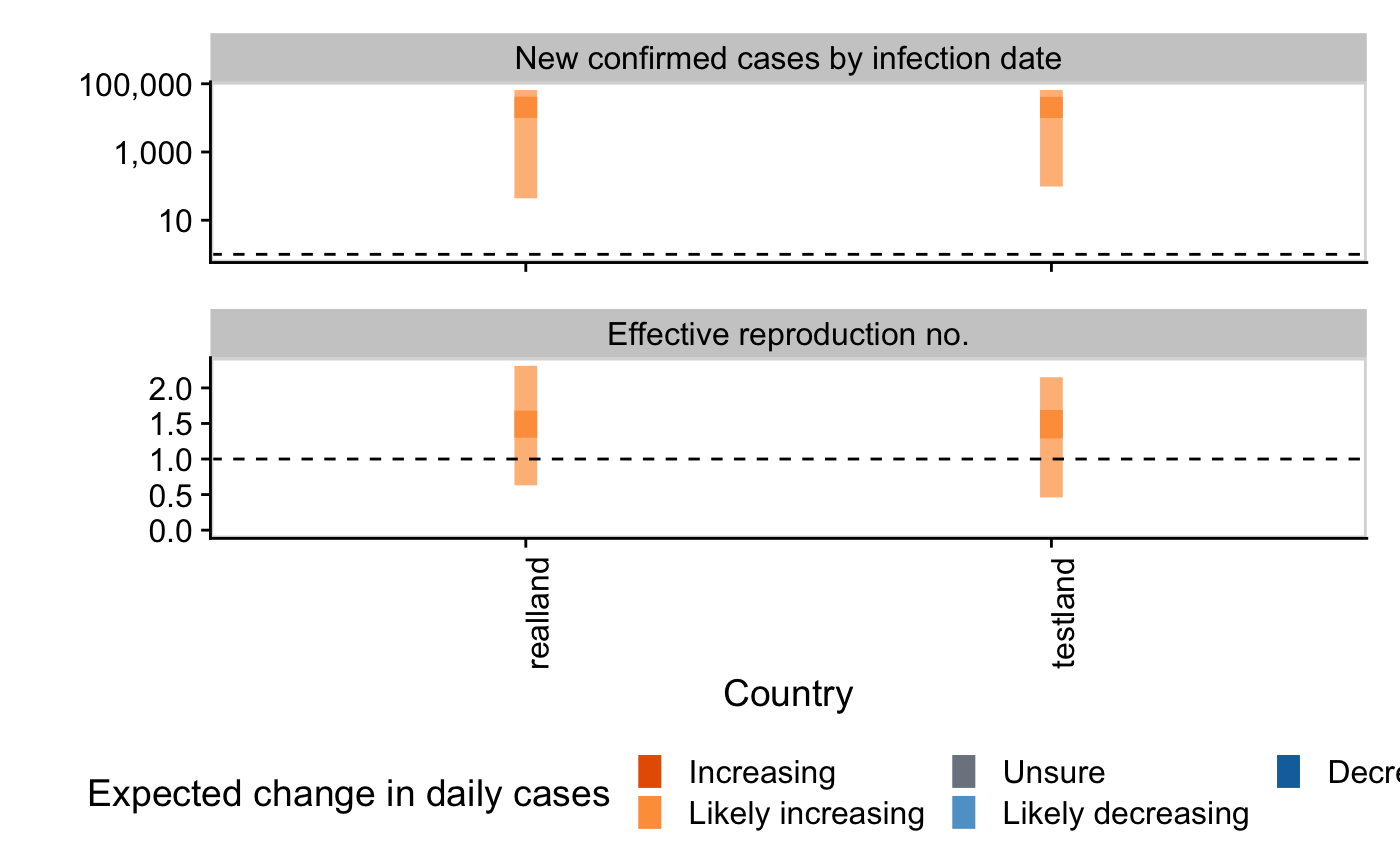 New confirmed cases by infection date
100,000
1,000
10
Effective reproduction no.
2.0
1.5
1.0
0.5
0.0
realland
testland
Country
Expected change in daily cases
Increasing
Unsure
Decre
Likely increasing
Likely decreasing